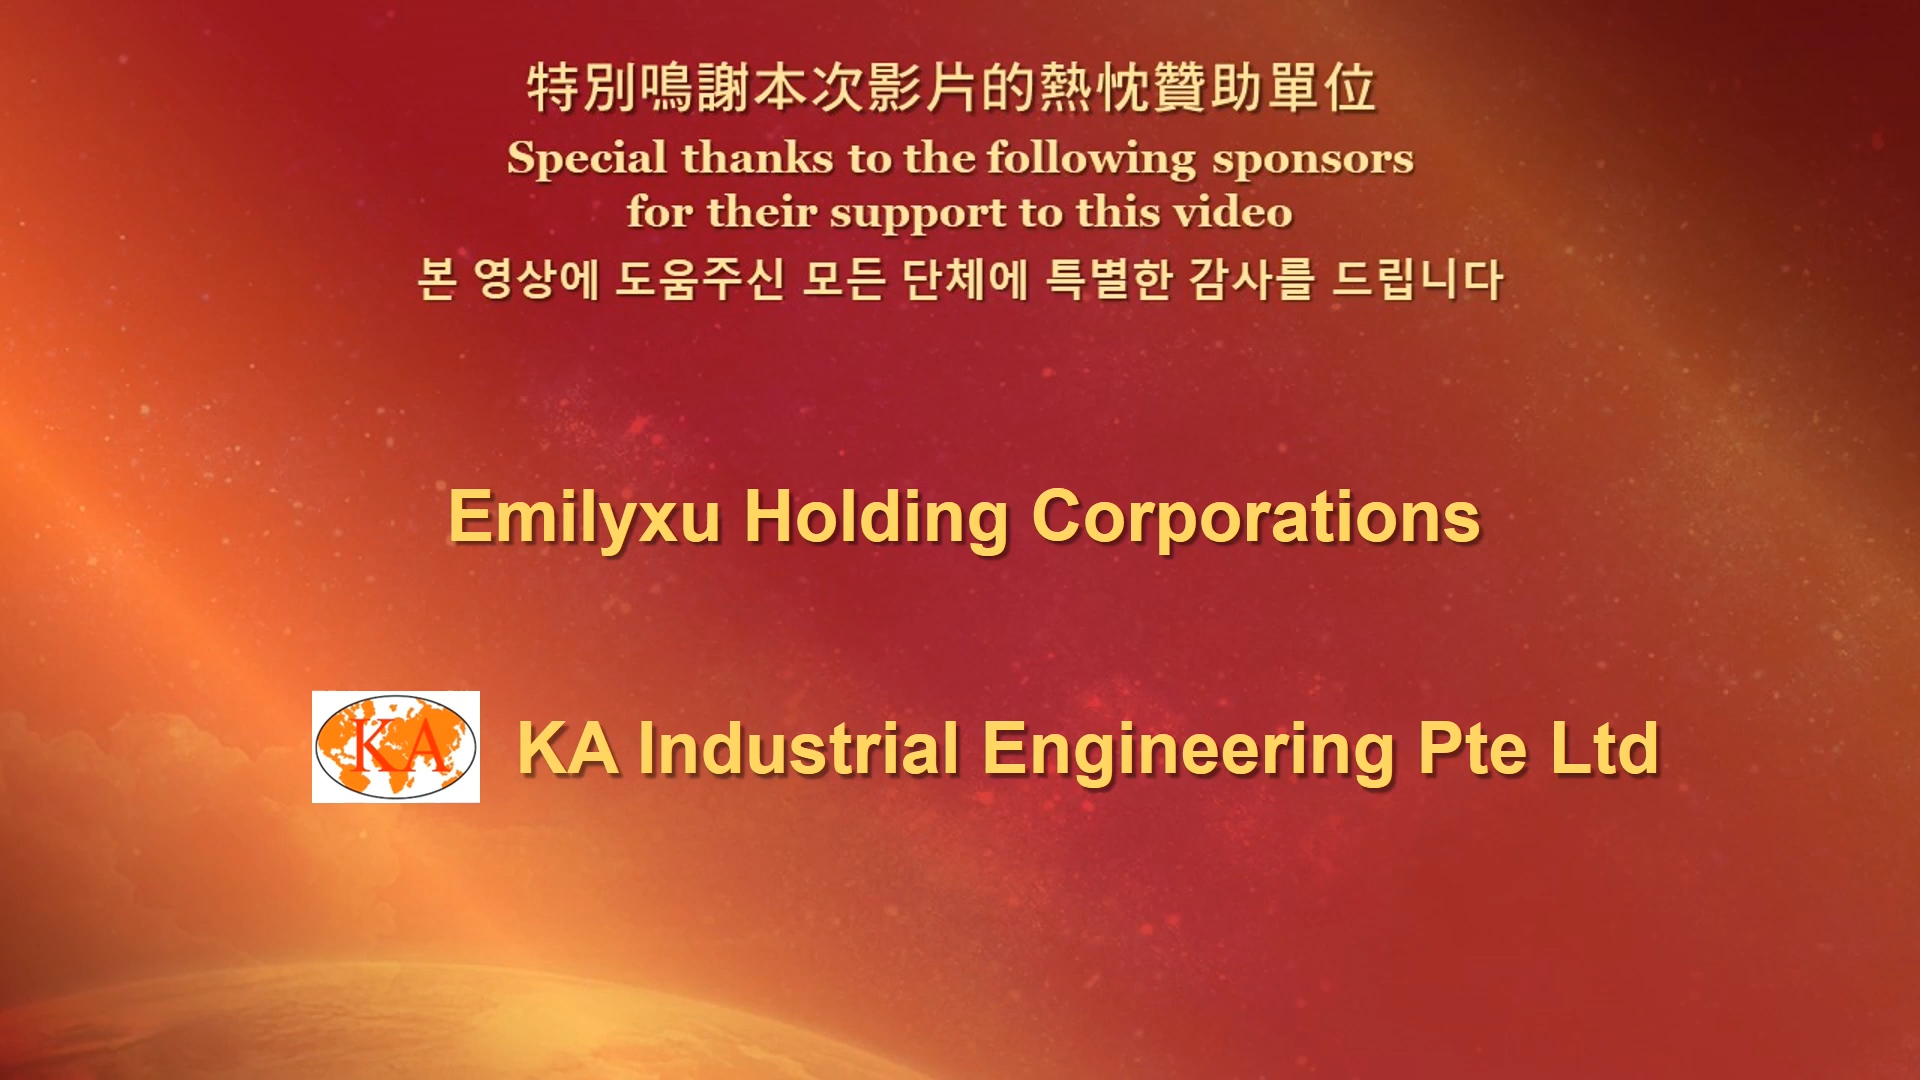 特別鳴謝本次影片的熱忱贊助單位
Special thanks to the following sponsors
for their support to this video
본 영상에 도움주신 모든 단체에 특별한 감사를 드립니다
Emilyxu Holding Corporations
KA
KA Industrial Engineering Pte Ltd